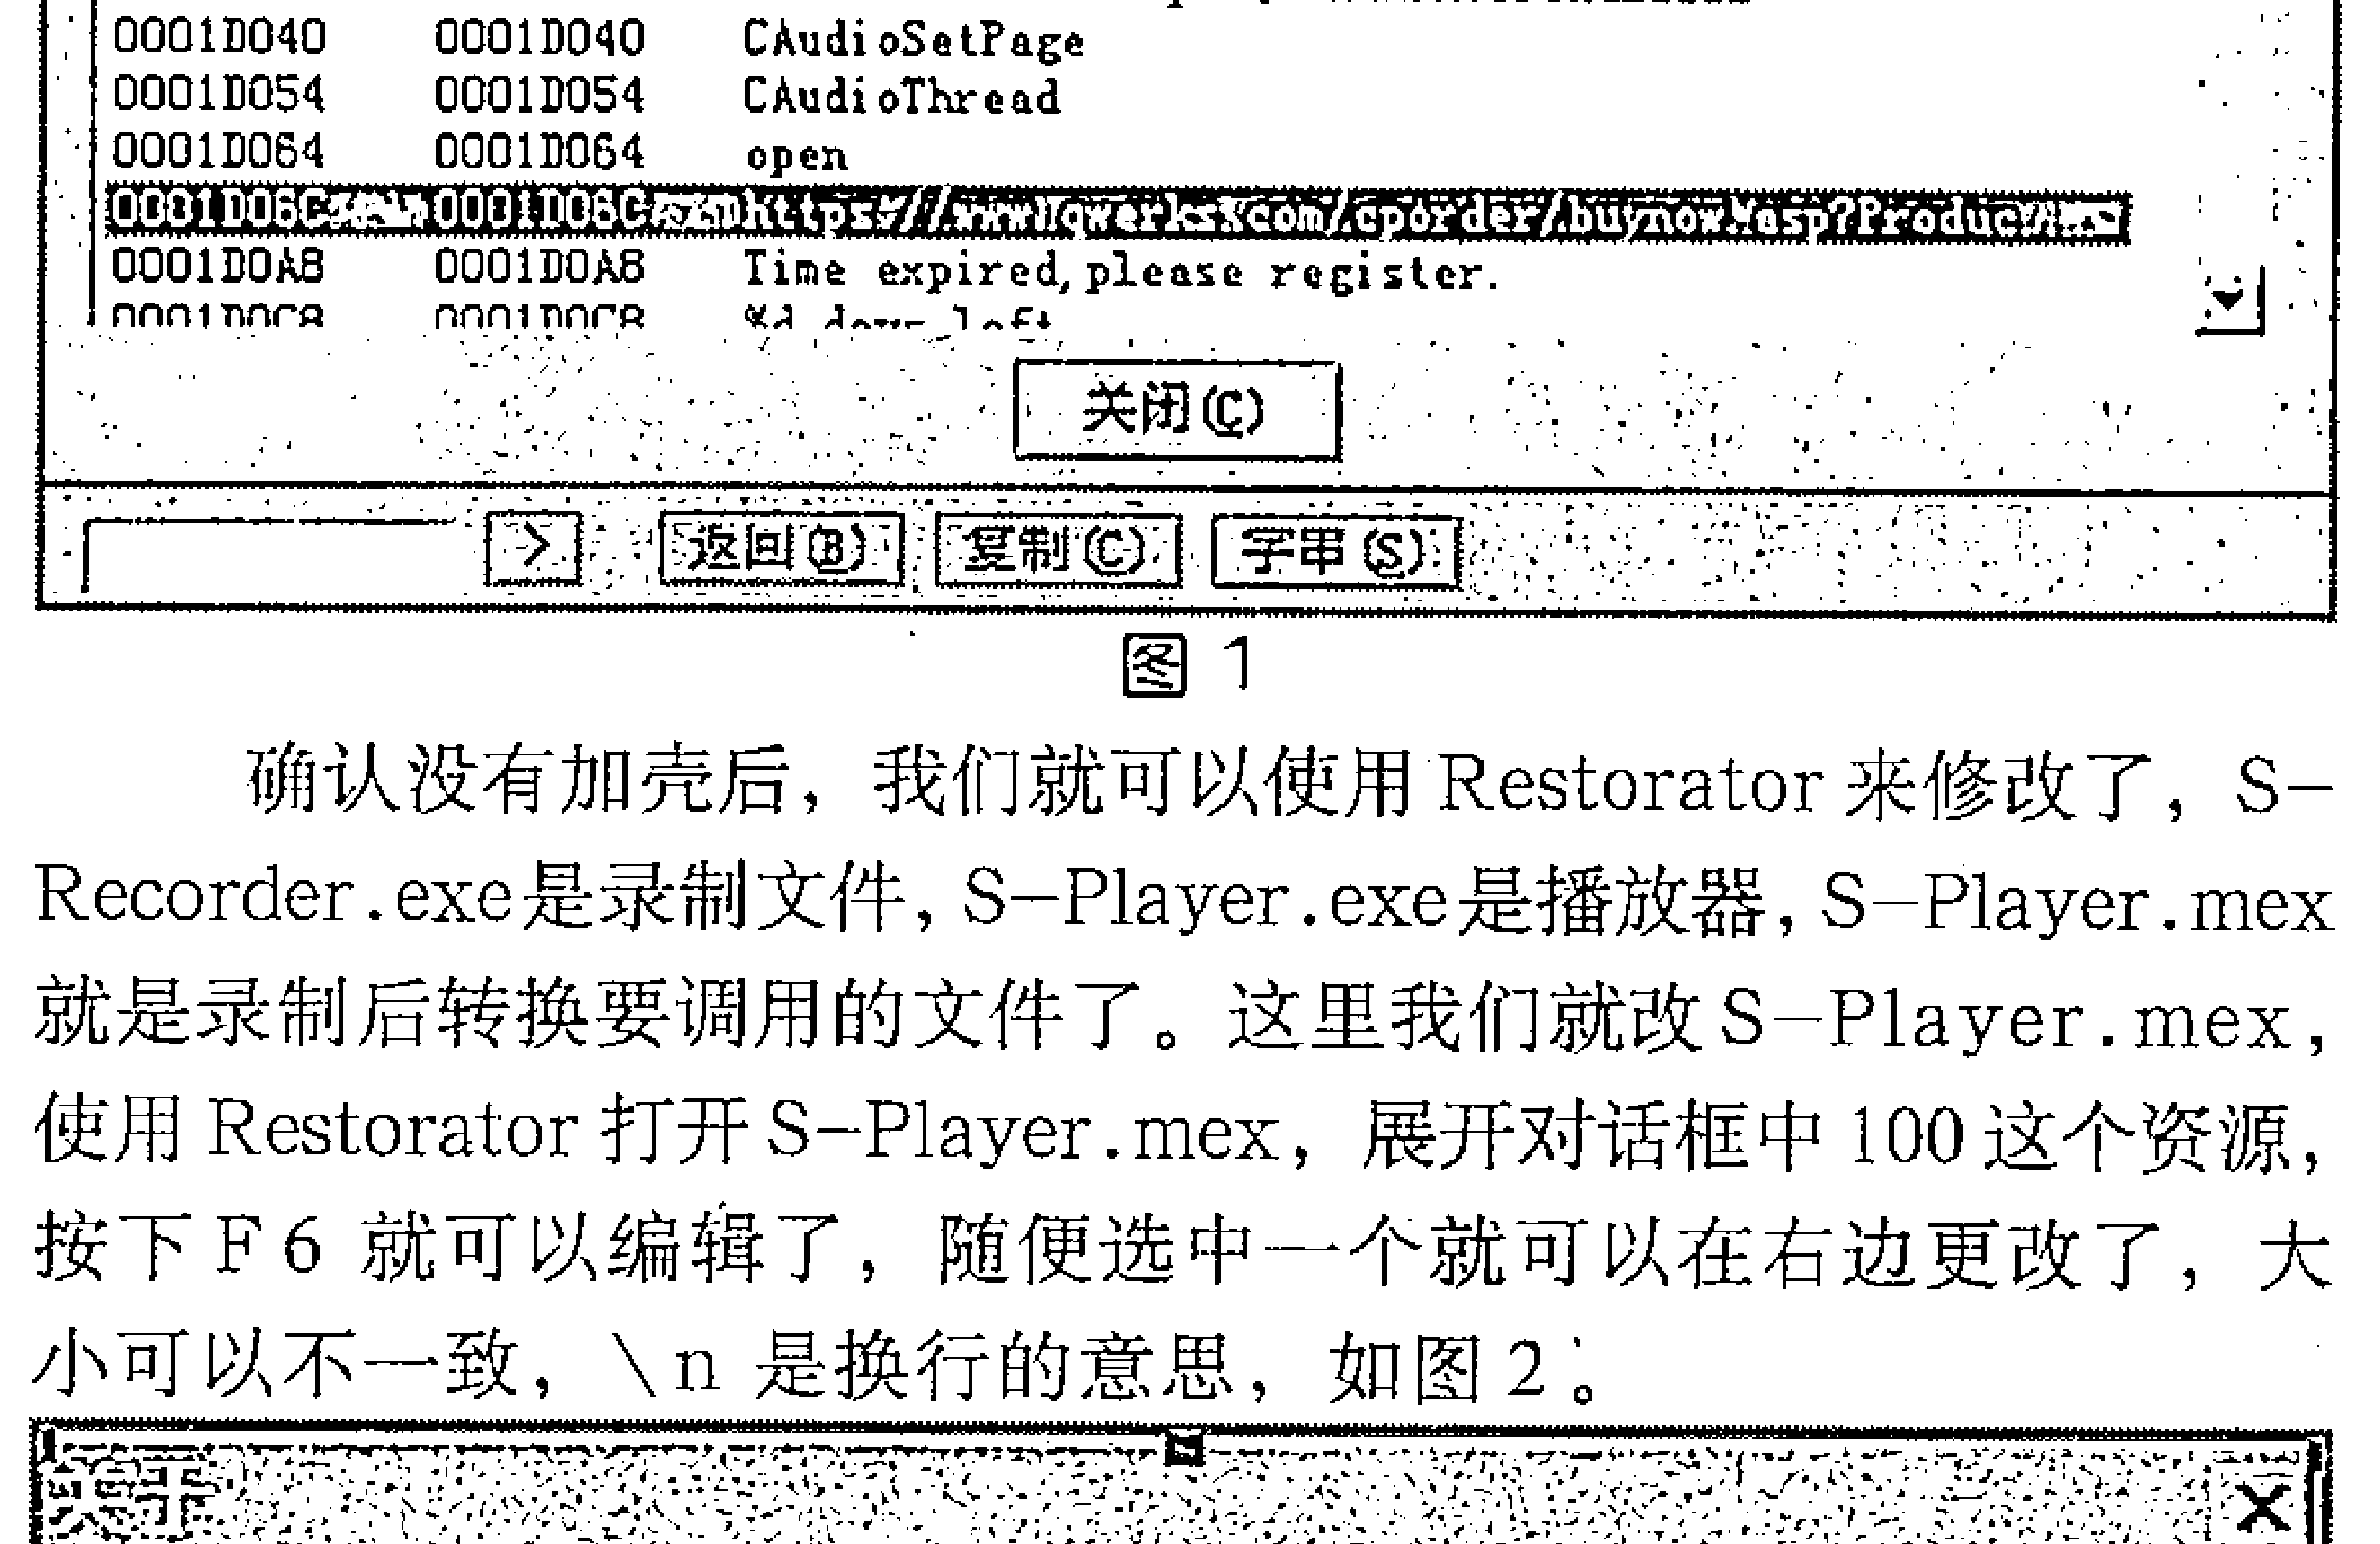 0001D040 0001D040 CAudioSetPage
0001D054 0001D054 CAudioThread
0001D064 0001D064 open
0001D06C 0001D06C
0001D0A8 0001D0A8 Time expired,please register.
关闭(C)
> 返回(B) 复制(C) 字串(S)
图 1
确认没有加壳后，我们就可以使用 Restorator 来修改了，S-
Recorder.exe是录制文件，S-Player.exe是播放器，S-Player.mex
就是录制后转换要调用的文件了。这里我们就改S-Player.mex，
使用 Restorator 打开S-Player.mex，展开对话框中 100 这个资源，
按下 F6 就可以编辑了，随便选中一个就可以在右边更改了，大
小可以不一致，\n 是换行的意思，如图 2。
关于